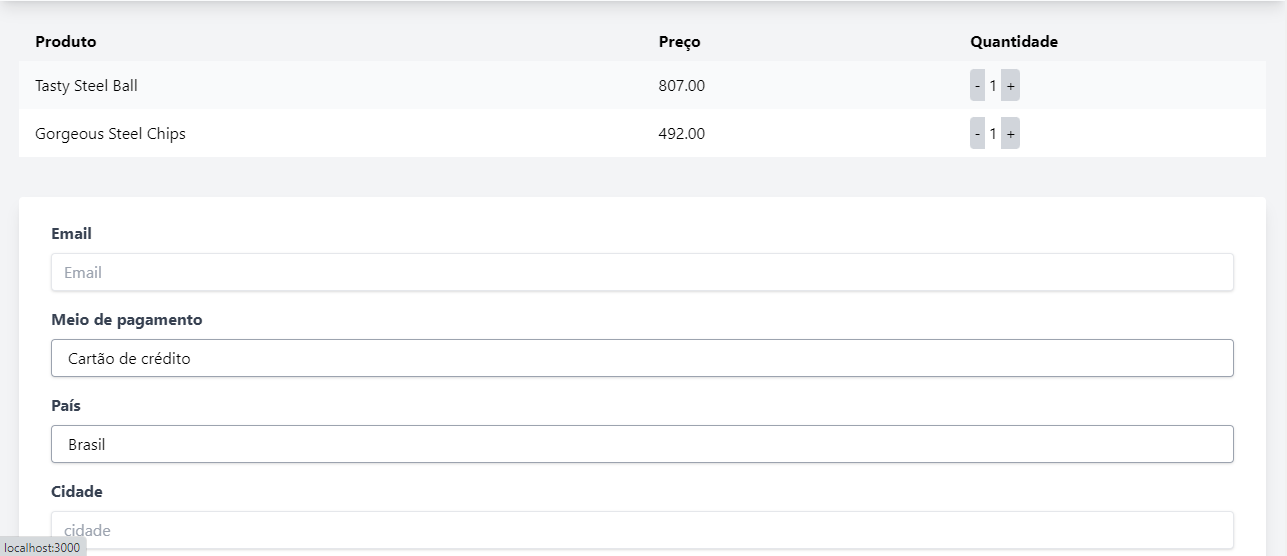 Produto Preço Quantidade
Tasty Steel Ball 807.00 - 1 +
Gorgeous Steel Chips 492.00 - 1 +
Email
Email
Meio de pagamento
Cartão de crédito
País
Brasil
Cidade
cidade
localhost:3000